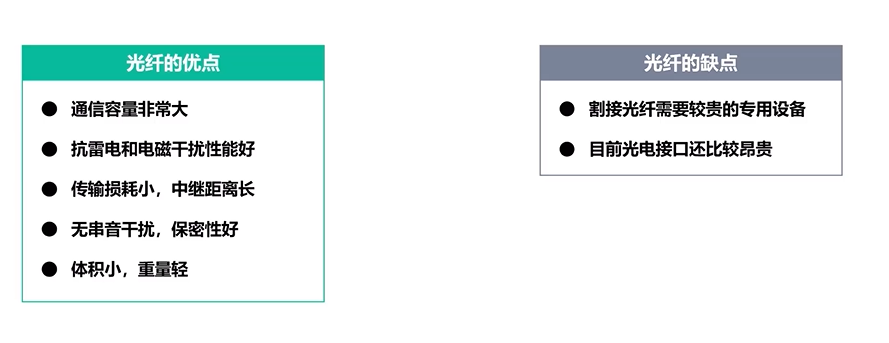 光纤的优点
● 通信容量非常大
● 抗雷电和电磁干扰性能好
● 传输损耗小，中继距离长
● 无串音干扰，保密性好
● 体积小，重量轻
光纤的缺点
● 割接光纤需要较贵的专用设备
● 目前光电接口还比较昂贵